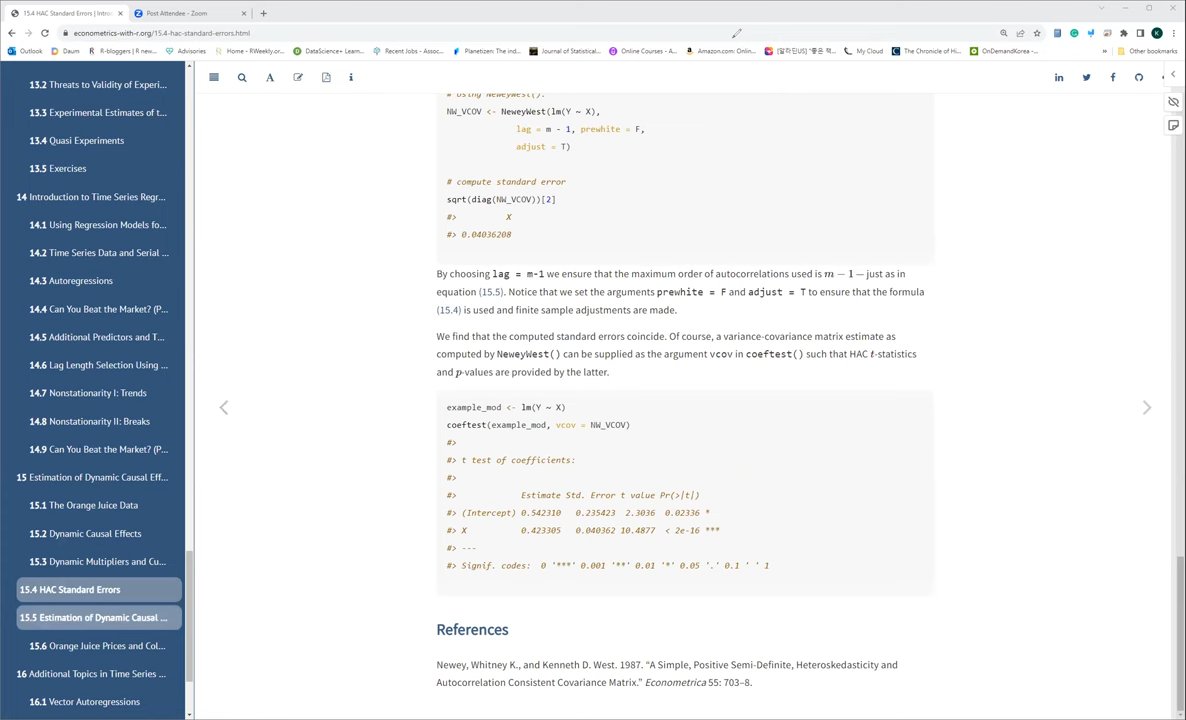 15.4 HAC Standard Errors | Introd
Post Attendee - Zoom
econometrics-with-r.org/15.4-hac-standard-errors.html
Outlook
Daum
R-bloggers | R new...
Advisories
Home - RWeekly.or...
DataScience+ Learn...
Recent Jobs - Assoc...
Planetizen: The ind...
Journal of Statistical...
Online Courses - A...
Amazon.com: Onlin...
[알라딘US] "좋은 책...
My Cloud
The Chronicle of Hi...
OnDemandKorea -...
Other bookmarks
13.2 Threats to Validity of Experi...
13.3 Experimental Estimates of t...
13.4 Quasi Experiments
13.5 Exercises
14 Introduction to Time Series Regr...
14.1 Using Regression Models fo...
14.2 Time Series Data and Serial ...
14.3 Autoregressions
14.4 Can You Beat the Market? (P...
14.5 Additional Predictors and T...
14.6 Lag Length Selection Using ...
14.7 Nonstationarity I: Trends
14.8 Nonstationarity II: Breaks
14.9 Can You Beat the Market? (P...
15 Estimation of Dynamic Causal Eff...
15.1 The Orange Juice Data
15.2 Dynamic Causal Effects
15.3 Dynamic Multipliers and Cu...
15.4 HAC Standard Errors
15.5 Estimation of Dynamic Causal ...
15.6 Orange Juice Prices and Col...
16 Additional Topics in Time Series ...
16.1 Vector Autoregressions
# Using NeweyWest():
NW_VCOV <- NeweyWest(lm(Y ~ X),
lag = m - 1, prewhite = F,
adjust = T)
# compute standard error
sqrt(diag(NW_VCOV))[2]
#> X
#> 0.04036208
By choosing lag = m-1 we ensure that the maximum order of autocorrelations used is m − 1 — just as in
equation (15.5). Notice that we set the arguments prewhite = F and adjust = T to ensure that the formula
(15.4) is used and finite sample adjustments are made.
We find that the computed standard errors coincide. Of course, a variance-covariance matrix estimate as
computed by NeweyWest() can be supplied as the argument vcov in coeftest() such that HAC t-statistics
and p-values are provided by the latter.
example_mod <- lm(Y ~ X)
coeftest(example_mod, vcov = NW_VCOV)
#>
#> t test of coefficients:
#>
#> Estimate Std. Error t value Pr(>|t|)
#> (Intercept) 0.542310 0.235423 2.3036 0.02336 *
#> X 0.423305 0.040362 10.4877 < 2e-16 ***
#> ---
#> Signif. codes: 0 '***' 0.001 '**' 0.01 '*' 0.05 '.' 0.1 ' ' 1
References
Newey, Whitney K., and Kenneth D. West. 1987. “A Simple, Positive Semi-Definite, Heteroskedasticity and
Autocorrelation Consistent Covariance Matrix.” Econometrica 55: 703–8.